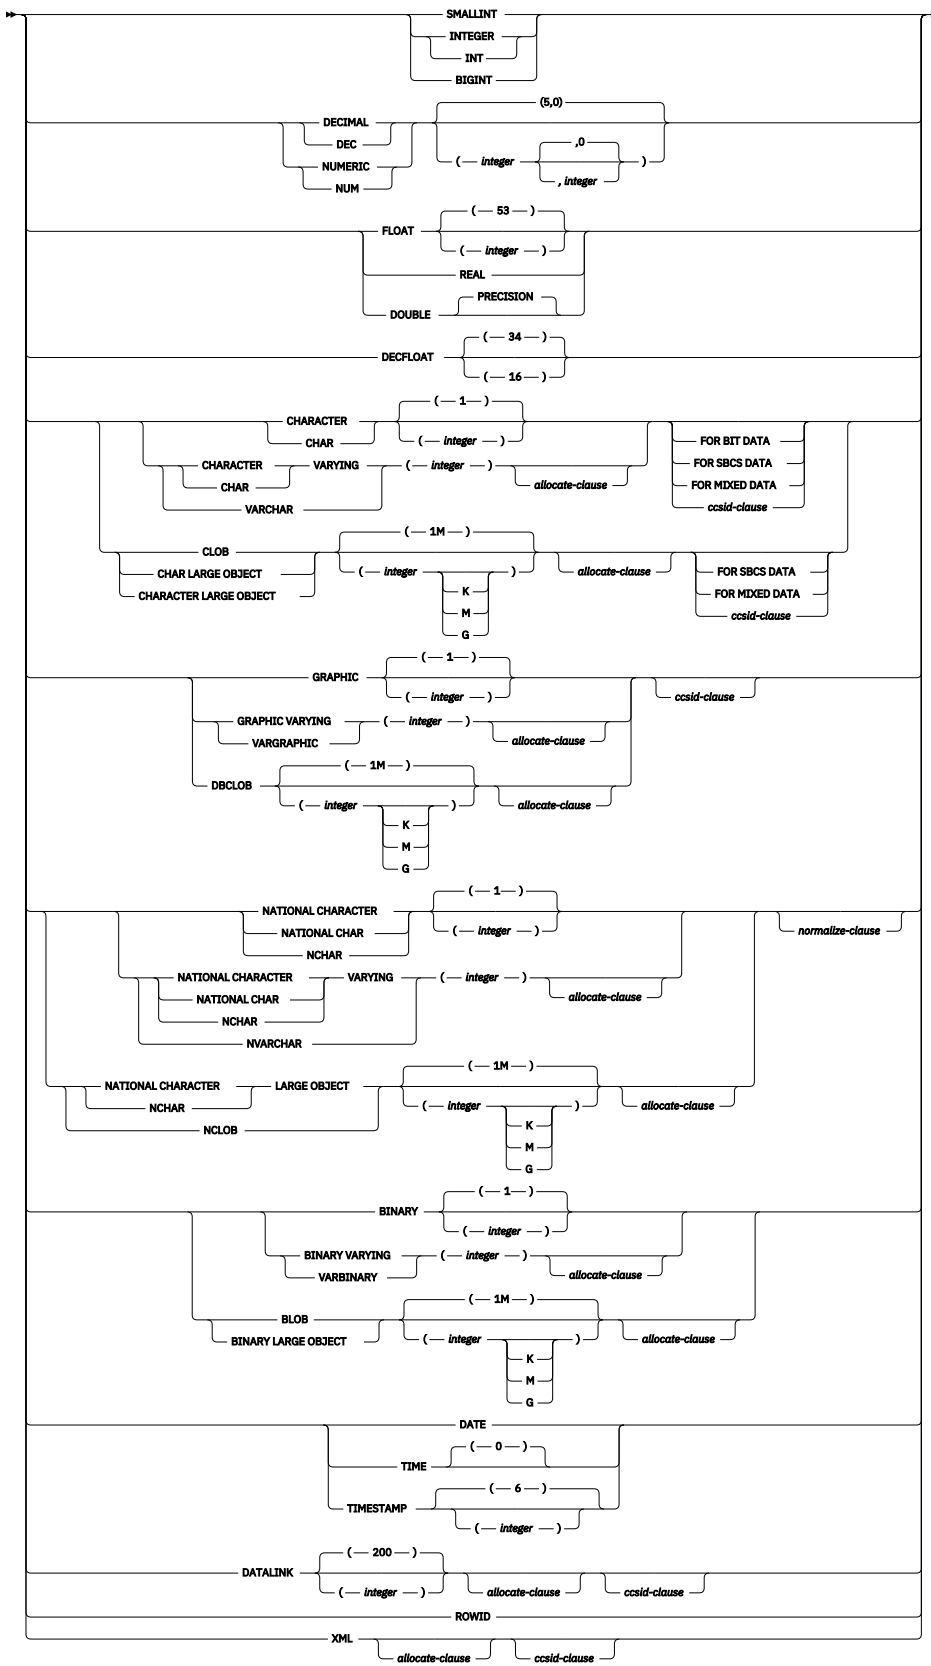 SMALLINT
INTEGER
INT
BIGINT
(5,0)
DECIMAL
DEC
,0
( integer )
NUMERIC
, integer
NUM
( 53 )
FLOAT
( integer )
REAL
PRECISION
DOUBLE
( 34 )
DECFLOAT
( 16 )
( 1 )
CHARACTER
CHAR ( integer ) FOR BIT DATA
CHARACTER VARYING ( integer ) FOR SBCS DATA
CHAR allocate-clause FOR MIXED DATA
VARCHAR ccsid-clause
( 1M )
CLOB
CHAR LARGE OBJECT ( integer ) allocate-clause FOR SBCS DATA
CHARACTER LARGE OBJECT K FOR MIXED DATA
M ccsid-clause
G
( 1 )
GRAPHIC
( integer ) ccsid-clause
GRAPHIC VARYING ( integer )
VARGRAPHIC allocate-clause
( 1M )
DBCLOB
( integer ) allocate-clause
K
M
G
( 1 )
NATIONAL CHARACTER
NATIONAL CHAR ( integer ) normalize-clause
NCHAR
NATIONAL CHARACTER VARYING ( integer )
NATIONAL CHAR allocate-clause
NCHAR
NVARCHAR
( 1M )
NATIONAL CHARACTER LARGE OBJECT
NCHAR ( integer ) allocate-clause
NCLOB K
M
G
( 1 )
BINARY
( integer )
BINARY VARYING ( integer )
VARBINARY allocate-clause
( 1M )
BLOB
BINARY LARGE OBJECT ( integer ) allocate-clause
K
M
G
DATE
( 0 )
TIME
( 6 )
TIMESTAMP
( integer )
( 200 )
DATALINK
( integer ) allocate-clause ccsid-clause
ROWID
XML
allocate-clause ccsid-clause